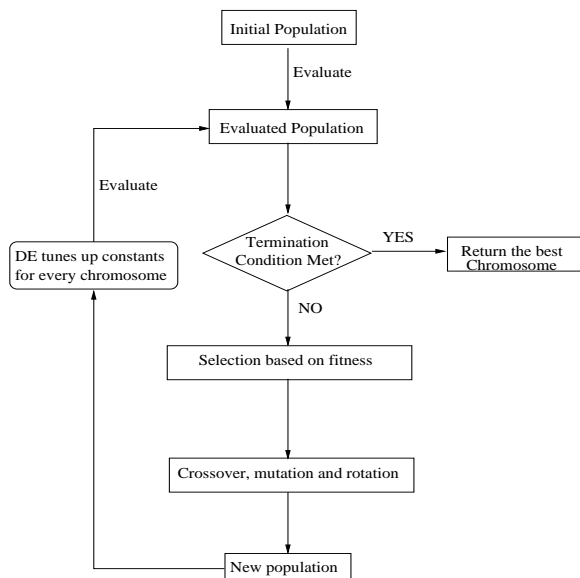 Initial Population
Evaluate
Evaluated Population
Evaluate
Termination
Condition Met?
YES
Return the best
Chromosome
DE tunes up constants
for every chromosome
NO
Selection based on fitness
Crossover, mutation and rotation
New population